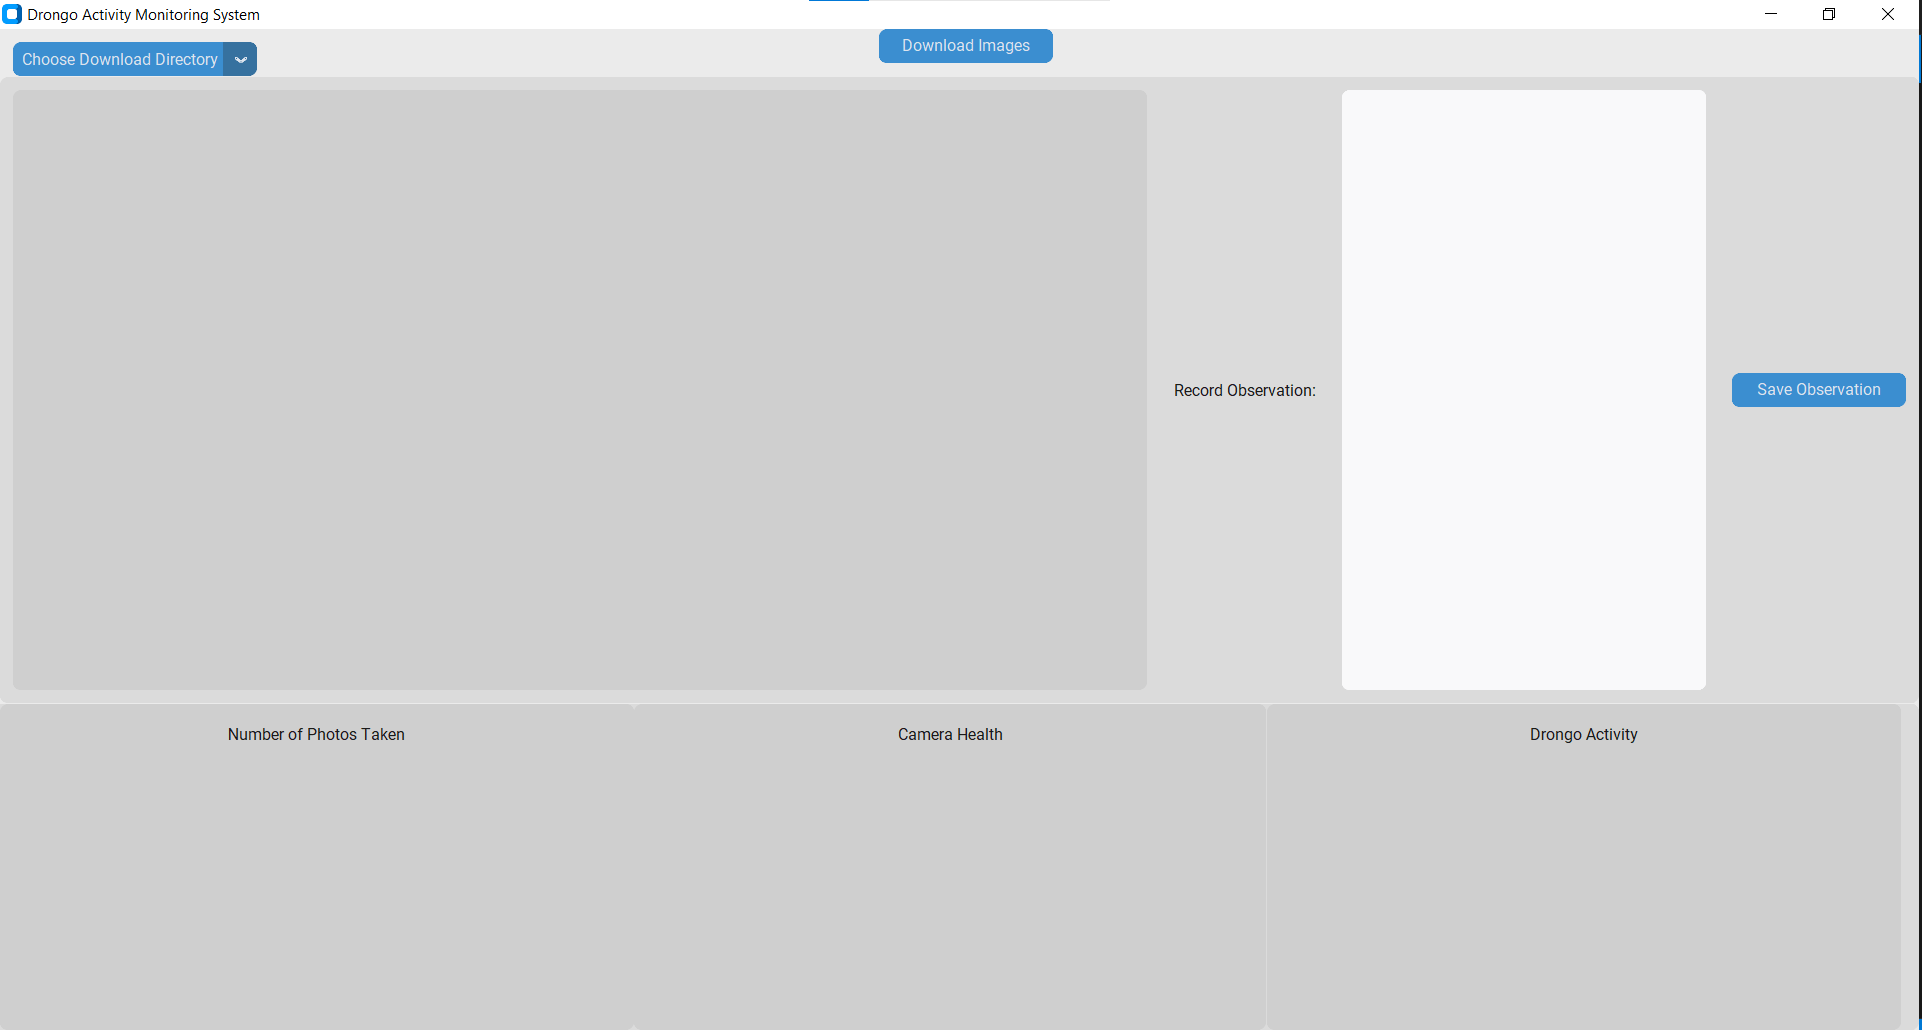 Drongo Activity Monitoring System
Choose Download Directory
Download Images
Record Observation:
Save Observation
Number of Photos Taken
Camera Health
Drongo Activity